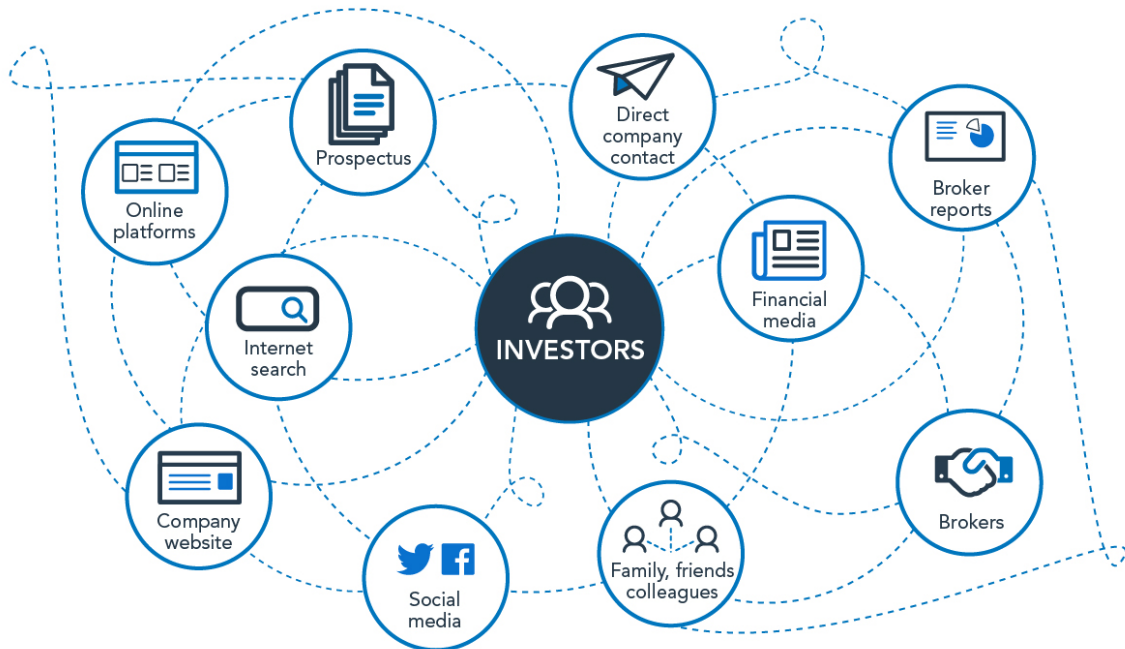 Prospectus
Direct
company
contact
Broker
reports
Online
platforms
Financial
media
Internet
search
INVESTORS
Company
website
Social
media
Family, friends
colleagues
Brokers